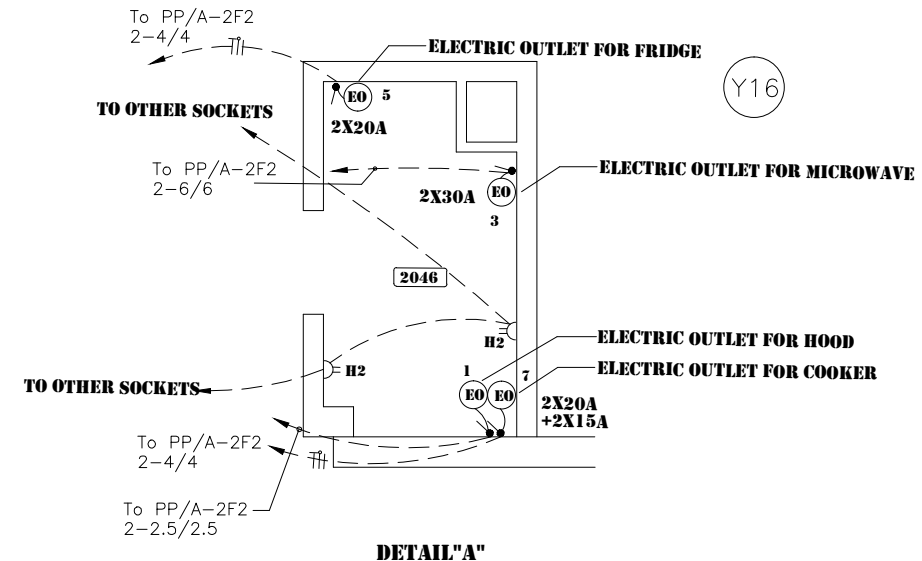 To PP/A-2F2
2-4/4
ELECTRIC OUTLET FOR FRIDGE
Y16
EO
5
TO OTHER SOCKETS
2X20A
To PP/A-2F2
2-6/6
ELECTRIC OUTLET FOR MICROWAVE
2X30A
EO
3
2046
H2
ELECTRIC OUTLET FOR HOOD
H2
1
7
ELECTRIC OUTLET FOR COOKER
TO OTHER SOCKETS
EO
EO
2X20A
+2X15A
To PP/A-2F2
2-4/4
To PP/A-2F2
2-2.5/2.5
DETAIL"A"